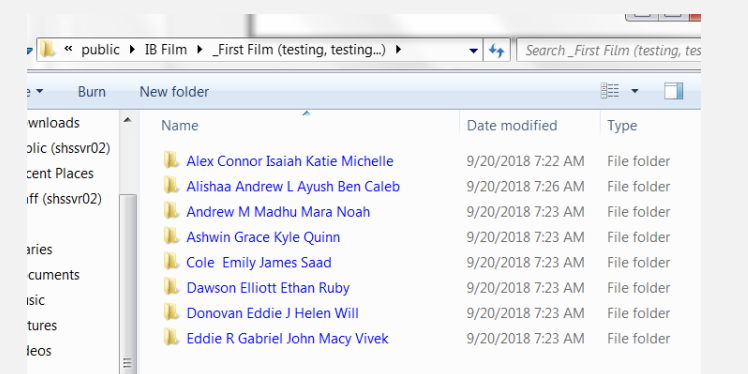 « public ▸ IB Film ▸ _First Film (testing, testing...) ▸ Search _First Film (testing, tes
Burn New folder
Name Date modified Type
wnloads
Alex Connor Isaiah Katie Michelle 9/20/2018 7:22 AM File folder
blic (shssvr02)
Alishaa Andrew L Ayush Ben Caleb 9/20/2018 7:26 AM File folder
cent Places
Andrew M Madhu Mara Noah 9/20/2018 7:23 AM File folder
aff (shssvr02)
Ashwin Grace Kyle Quinn 9/20/2018 7:23 AM File folder
aries
Cole  Emily James Saad 9/20/2018 7:23 AM File folder
cuments
Dawson Elliott Ethan Ruby 9/20/2018 7:23 AM File folder
usic
Donovan Eddie J Helen Will 9/20/2018 7:23 AM File folder
tures
Eddie R Gabriel John Macy Vivek 9/20/2018 7:23 AM File folder
deos